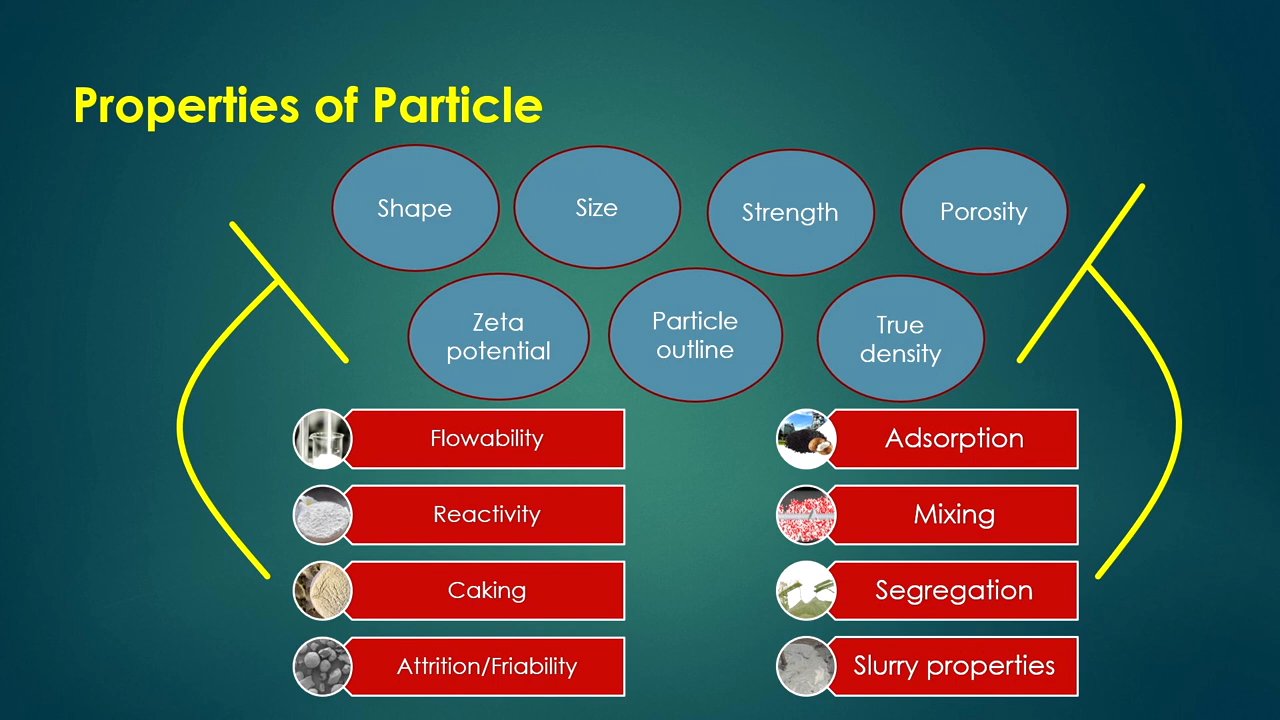 Properties of Particle
Shape
Size
Strength
Porosity
Zeta
potential
Particle
outline
True
density
Flowability
Adsorption
Reactivity
Mixing
Caking
Segregation
Attrition/Friability
Slurry properties